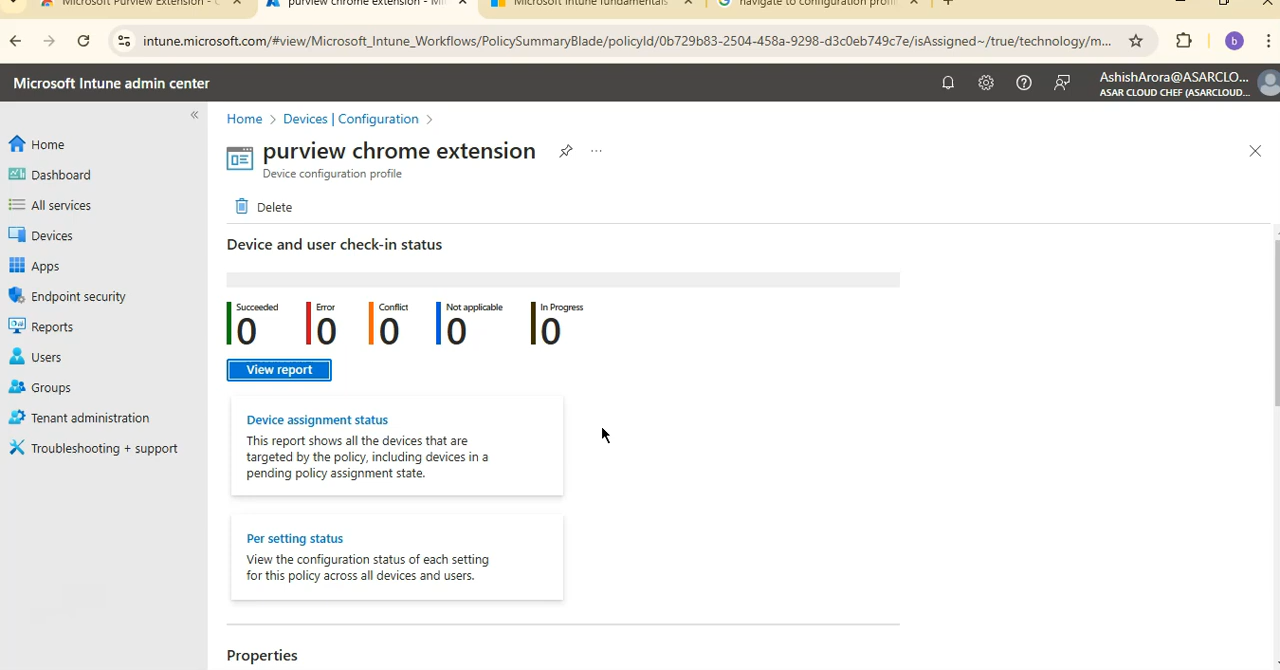 Microsoft Purview Extension - C
purview chrome extension - Mi
Microsoft Intune fundamentals
navigate to configuration profil
intune.microsoft.com/#view/Microsoft_Intune_Workflows/PolicySummaryBlade/policyId/0b729b83-2504-458a-9298-d3c0eb749c7e/isAssigned~/true/technology/m...
b
Microsoft Intune admin center
AshishArora@ASARCLO...
ASAR CLOUD CHEF (ASARCLOUD...
Home
Dashboard
All services
Devices
Apps
Endpoint security
Reports
Users
Groups
Tenant administration
Troubleshooting + support
Home > Devices | Configuration >
purview chrome extension
Device configuration profile
Delete
Device and user check-in status
Succeeded
0
Error
0
Conflict
0
Not applicable
0
In Progress
0
View report
Device assignment status
This report shows all the devices that are
targeted by the policy, including devices in a
pending policy assignment state.
Per setting status
View the configuration status of each setting
for this policy across all devices and users.
Properties